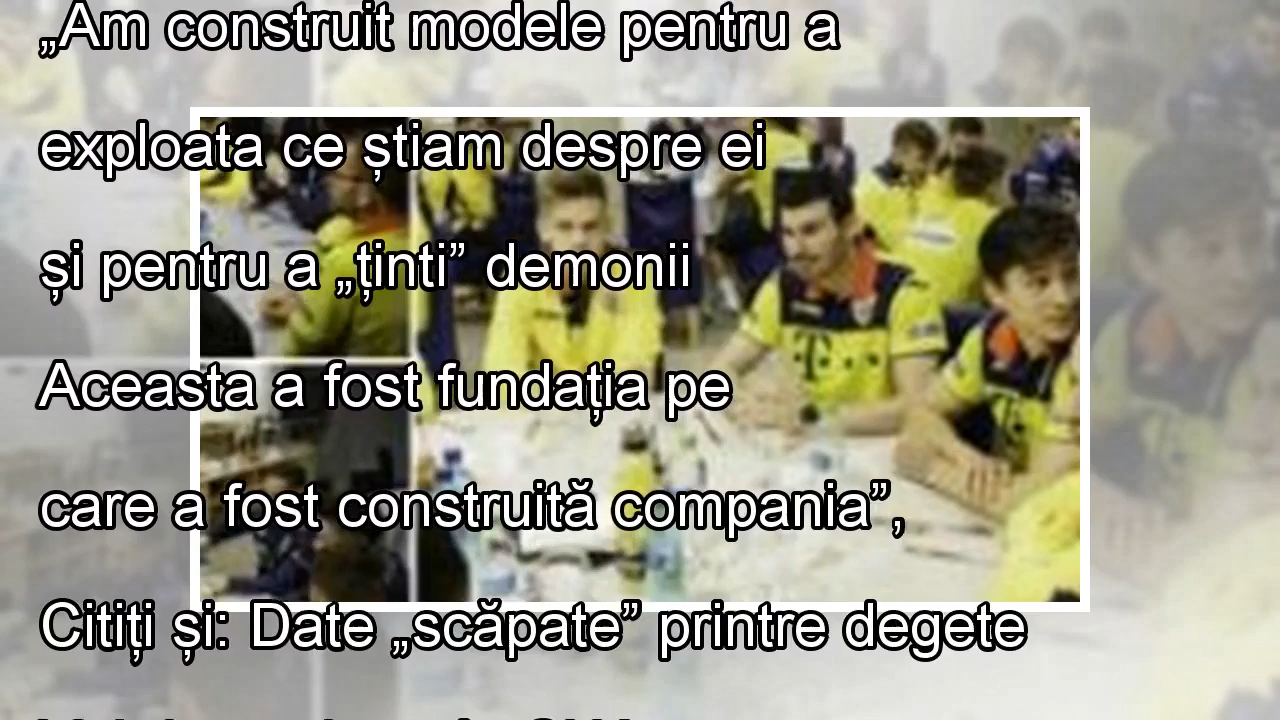 „Am construit modele pentru a
exploata ce știam despre ei
și pentru a „ținti” demonii
Aceasta a fost fundația pe
care a fost construită compania”,
Citiți și: Date „scăpate” printre degete